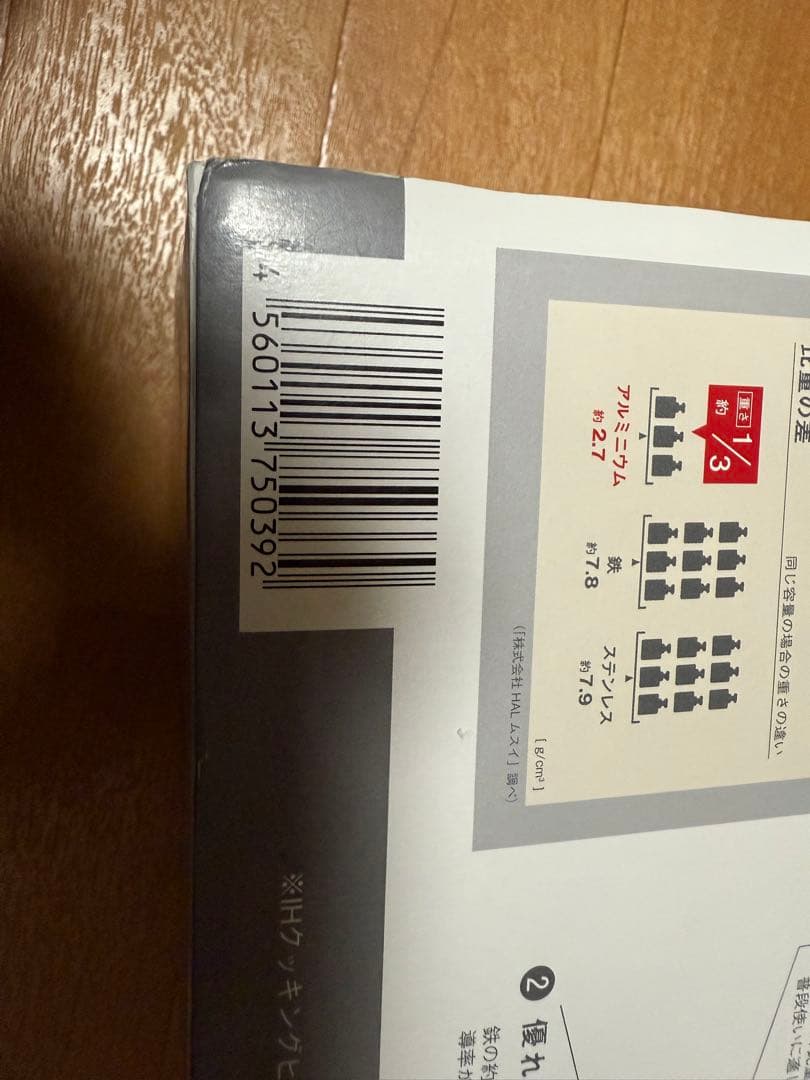 比重の差
同じ容量の場合の重さの違い
重さ
約
1/3
アルミニウム
約2.7
鉄
約7.8
ステンレス
約7.9
[g/cm³]
(「株式会社HALムスイ」調べ)
4 560113 750392
❷ 優れ
鉄の約
導率が
普段使いに適し
※IHクッキングヒ